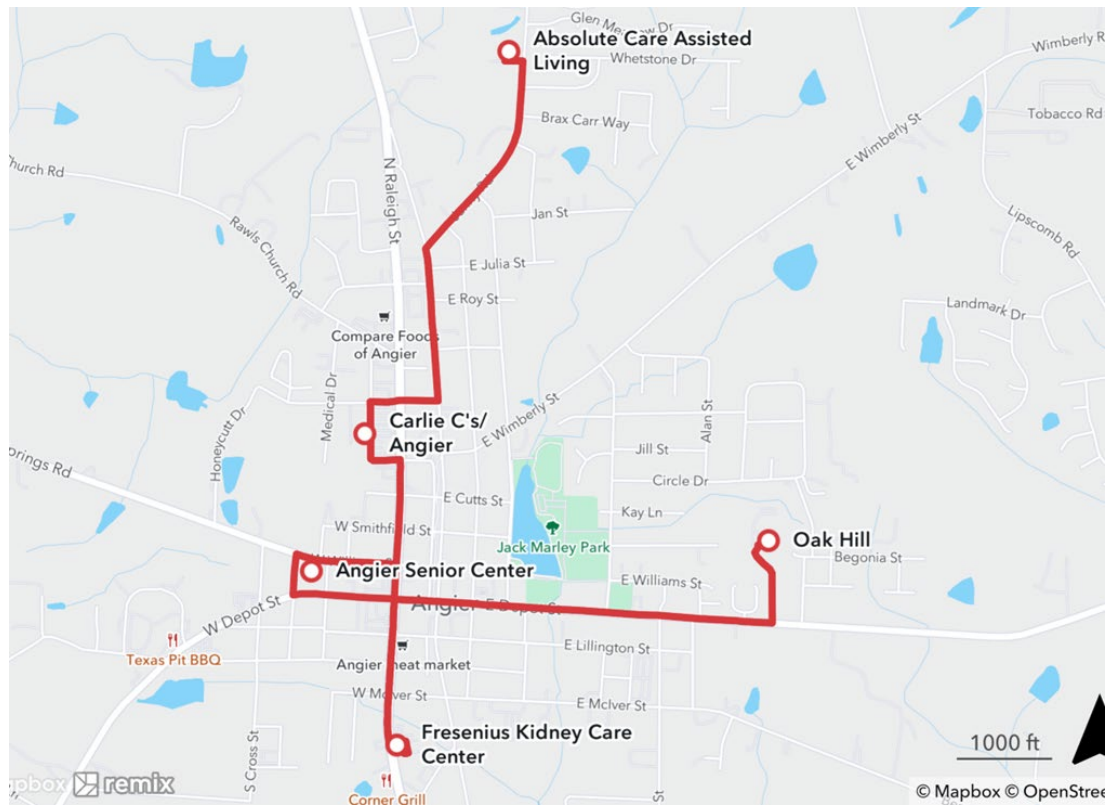 Glen Meadow Dr
Absolute Care Assisted
Living
Whetstone Dr
Wimberly R
Tobacco Rd
Brax Carr Way
E Wimberly St
Church Rd
N Raleigh St
Rawls Church Rd
Jan St
Lipscomb Rd
E Julia St
E Roy St
Landmark Dr
Compare Foods
of Angier
Medical Dr
Honeycutt Dr
Carlie C's/
Angier
E Wimberly St
Alan St
Jill St
Springs Rd
Circle Dr
E Cutts St
Kay Ln
W Smithfield St
Jack Marley Park
Oak Hill
Begonia St
Angier Senior Center
E Williams St
Angier
E Depot St
W Depot St
E Lillington St
Texas Pit BBQ
Angier meat market
W McIver St
E McIver St
Fresenius Kidney Care
Center
S Cross St
1000 ft
mapbox remix
Corner Grill
St
© Mapbox © OpenStree